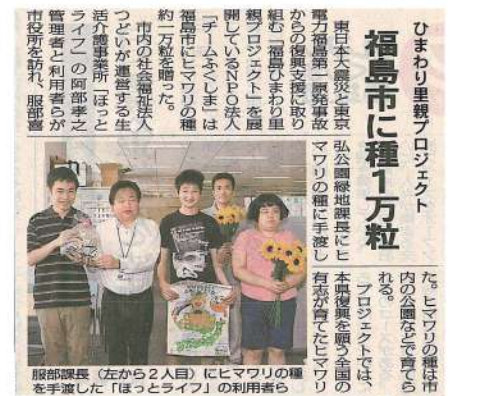 ひまわり里親プロジェクト
福島市に種1万粒
東日本大震災と東京
電力福島第一原発事故
からの復興支援に取り
組む「福島ひまわり里
親プロジェクト」を展
開しているNPO法人
「チームふくしま」は
福島市にヒマワリの種
約一万粒を贈った。
市内の社会福祉法人
つどいが運営する生
活介護事業所「ほっと
ライフ」の阿部孝之
管理者と利用者らが
市役所を訪れ、服部喜
弘公園緑地課長にヒ
マワリの種に手渡し
た。ヒマワリの種は市
内の公園などで育てら
れる。
プロジェクトでは、
本県復興を願う全国の
有志が育てたヒマワリ
服部課長（左から2人目）にヒマワリの種
を手渡した「ほっとライフ」の利用者ら